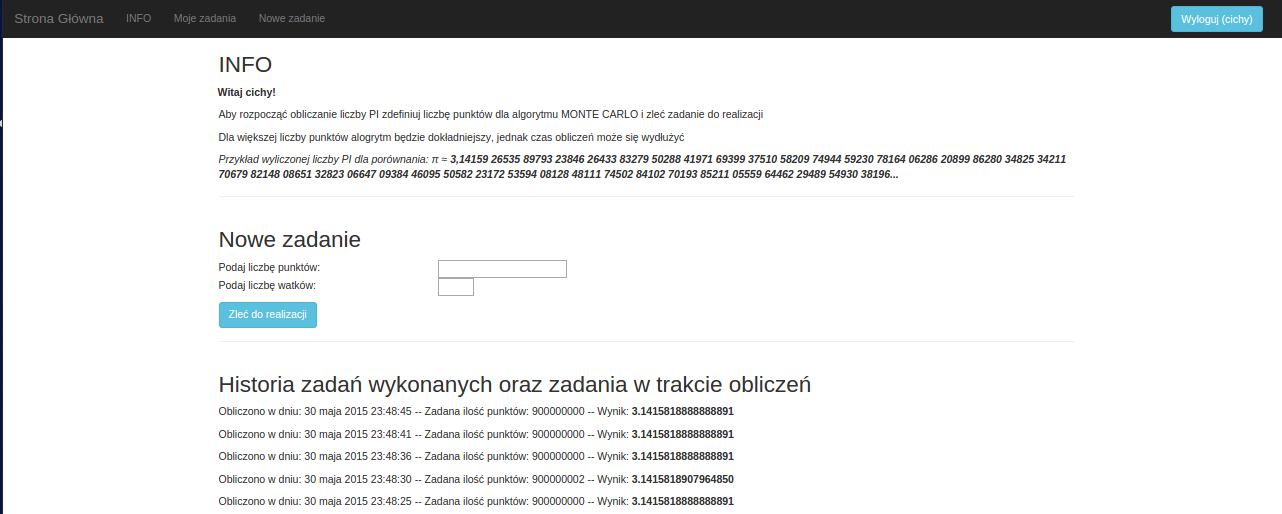 Strona Główna INFO Moje zadania Nowe zadanie Wyloguj (cichy)
INFO
Witaj cichy!
Aby rozpocząć obliczanie liczby PI zdefiniuj liczbę punktów dla algorytmu MONTE CARLO i zleć zadanie do realizacji
Dla większej liczby punktów alogrytm będzie dokładniejszy, jednak czas obliczeń może się wydłużyć
Przykład wyliczonej liczby PI dla porównania: π ≈ 3,14159 26535 89793 23846 26433 83279 50288 41971 69399 37510 58209 74944 59230 78164 06286 20899 86280 34825 34211
70679 82148 08651 32823 06647 09384 46095 50582 23172 53594 08128 48111 74502 84102 70193 85211 05559 64462 29489 54930 38196...
Nowe zadanie
Podaj liczbę punktów:
Podaj liczbę watków:
Zleć do realizacji
Historia zadań wykonanych oraz zadania w trakcie obliczeń
Obliczono w dniu: 30 maja 2015 23:48:45 -- Zadana ilość punktów: 900000000 -- Wynik: 3.1415818888888891
Obliczono w dniu: 30 maja 2015 23:48:41 -- Zadana ilość punktów: 900000000 -- Wynik: 3.1415818888888891
Obliczono w dniu: 30 maja 2015 23:48:36 -- Zadana ilość punktów: 900000000 -- Wynik: 3.1415818888888891
Obliczono w dniu: 30 maja 2015 23:48:30 -- Zadana ilość punktów: 900000002 -- Wynik: 3.1415818907964850
Obliczono w dniu: 30 maja 2015 23:48:25 -- Zadana ilość punktów: 900000000 -- Wynik: 3.1415818888888891